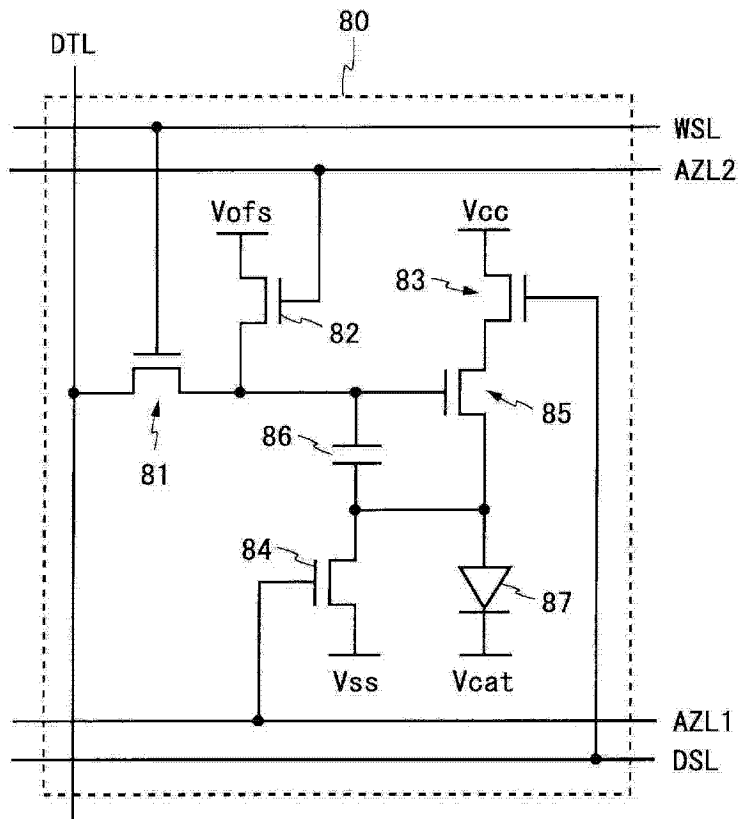 80
DTL
WSL
AZL2
Vofs
Vcc
83
82
85
86
81
84
87
Vss
Vcat
AZL1
DSL